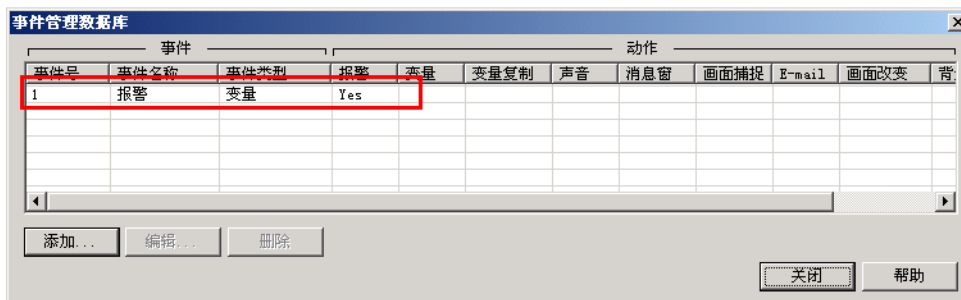 事件管理数据库
事件 动作
事件号 事件名称 事件类型 报警 变量 变量复制 声音 消息窗 画面捕捉 E-mail 画面改变 背
1 报警 变量 Yes
添加... 编辑... 删除
关闭 帮助